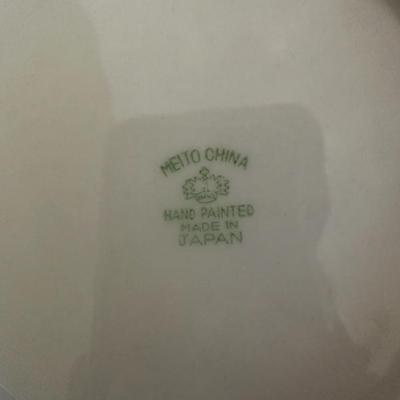 MEITO CHINA
HAND PAINTED
MADE IN
JAPAN